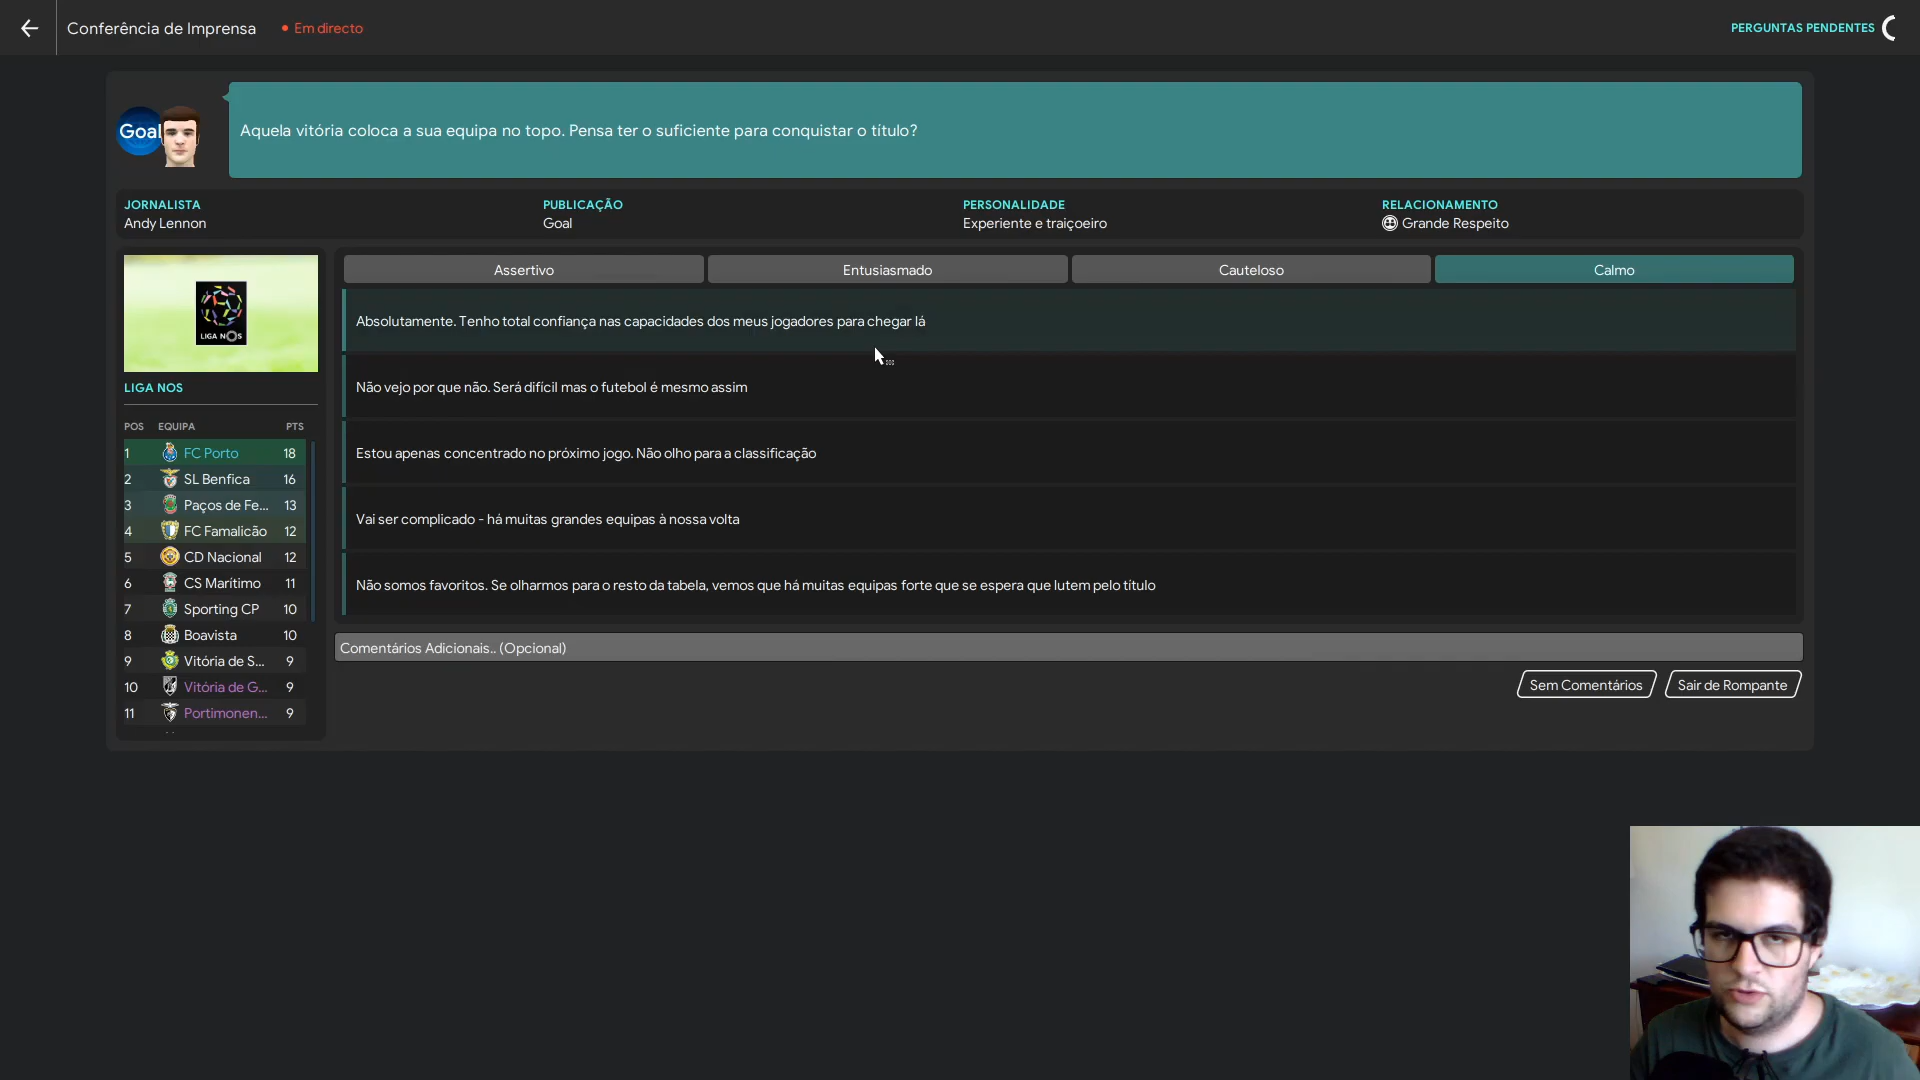 Conferência de Imprensa
Em directo
PERGUNTAS PENDENTES
Goal
Aquela vitória coloca a sua equipa no topo. Pensa ter o suficiente para conquistar o título?
JORNALISTA
Andy Lennon
PUBLICAÇÃO
Goal
PERSONALIDADE
Experiente e traiçoeiro
RELACIONAMENTO
Grande Respeito
LIGA NOS
LIGA NOS
POS EQUIPA PTS
1 FC Porto 18
2 SL Benfica 16
3 Paços de Fe... 13
4 FC Famalicão 12
5 CD Nacional 12
6 CS Marítimo 11
7 Sporting CP 10
8 Boavista 10
9 Vitória de S... 9
10 Vitória de G... 9
11 Portimonen... 9
Assertivo
Entusiasmado
Cauteloso
Calmo
Absolutamente. Tenho total confiança nas capacidades dos meus jogadores para chegar lá
Não vejo por que não. Será difícil mas o futebol é mesmo assim
Estou apenas concentrado no próximo jogo. Não olho para a classificação
Vai ser complicado - há muitas grandes equipas à nossa volta
Não somos favoritos. Se olharmos para o resto da tabela, vemos que há muitas equipas forte que se espera que lutem pelo título
Comentários Adicionais.. (Opcional)
Sem Comentários
Sair de Rompante